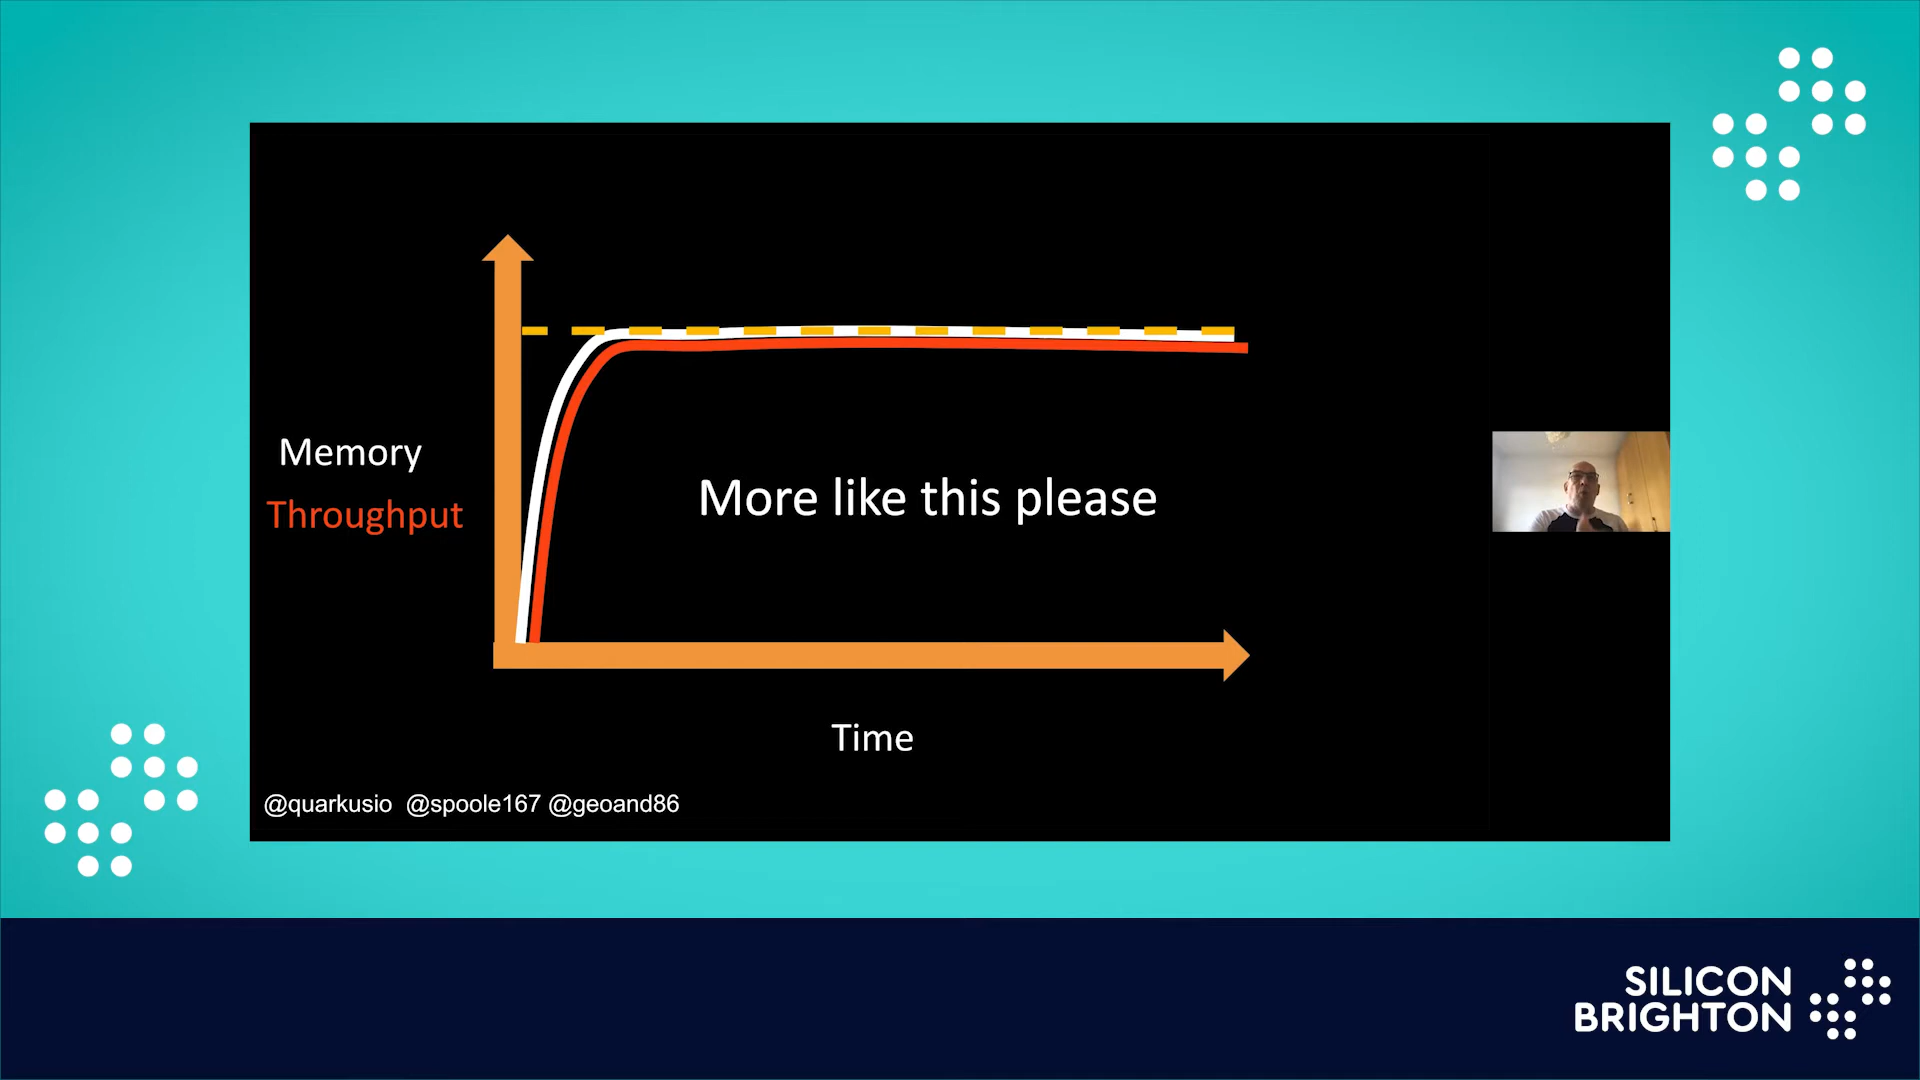 Memory
Throughput
More like this please
Time
@quarkusio @spoole167 @geoand86
SILICON
BRIGHTON